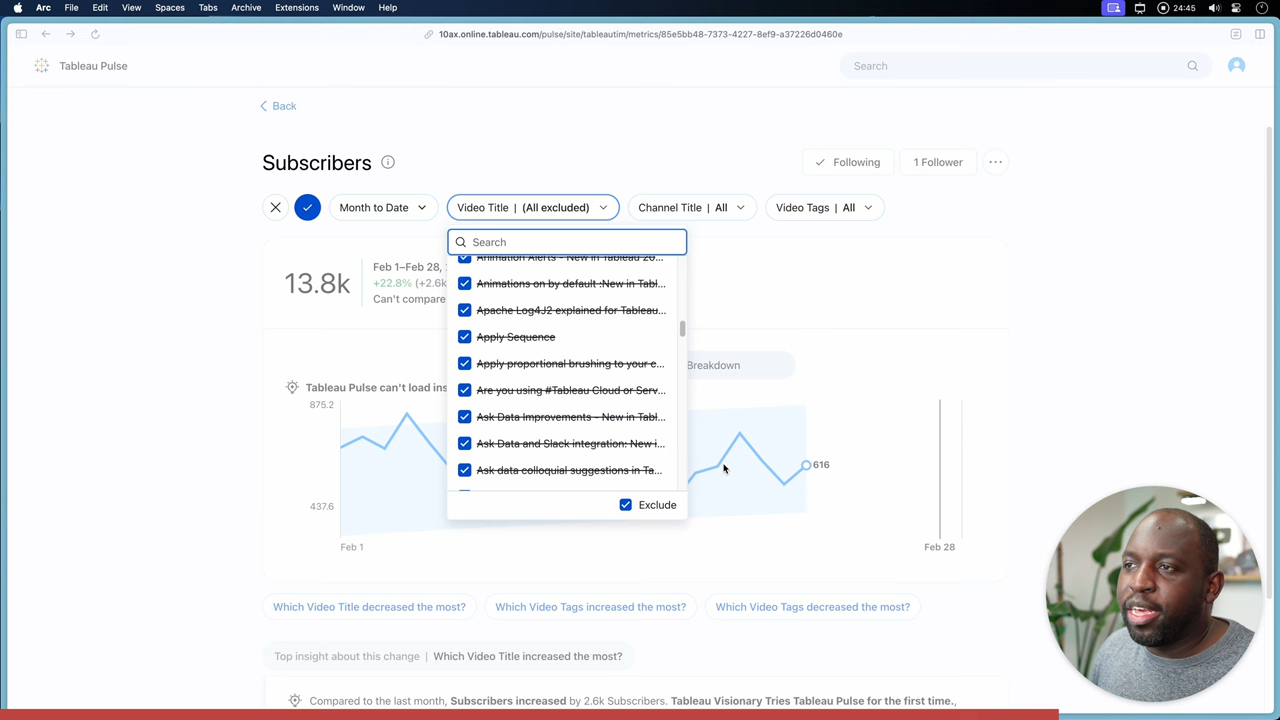 Arc File Edit View Spaces Tabs Archive Extensions Window Help 24:45
10ax.online.tableau.com/pulse/site/tableautim/metrics/85e5bb48-7373-4227-8ef9-a37226d0460e
Tableau Pulse Search
Back
Subscribers Following 1 Follower
Month to Date Video Title | (All excluded) Channel Title | All Video Tags | All
Search
Animation Alerts - New in Tableau 20...
13.8k Feb 1–Feb 28,
+22.8% (+2.6k
Can't compare
Animations on by default :New in Tabl...
Apache Log4J2 explained for Tableau...
Apply Sequence
Apply proportional brushing to your c...
Are you using #Tableau Cloud or Serv...
Ask Data Improvements - New in Tabl...
Ask Data and Slack integration: New i...
Ask data colloquial suggestions in Ta...
Exclude
Breakdown
Tableau Pulse can't load ins
875.2
616
437.6
Feb 1 Feb 28
Which Video Title decreased the most? Which Video Tags increased the most? Which Video Tags decreased the most?
Top insight about this change | Which Video Title increased the most?
Compared to the last month, Subscribers increased by 2.6k Subscribers. Tableau Visionary Tries Tableau Pulse for the first time.,